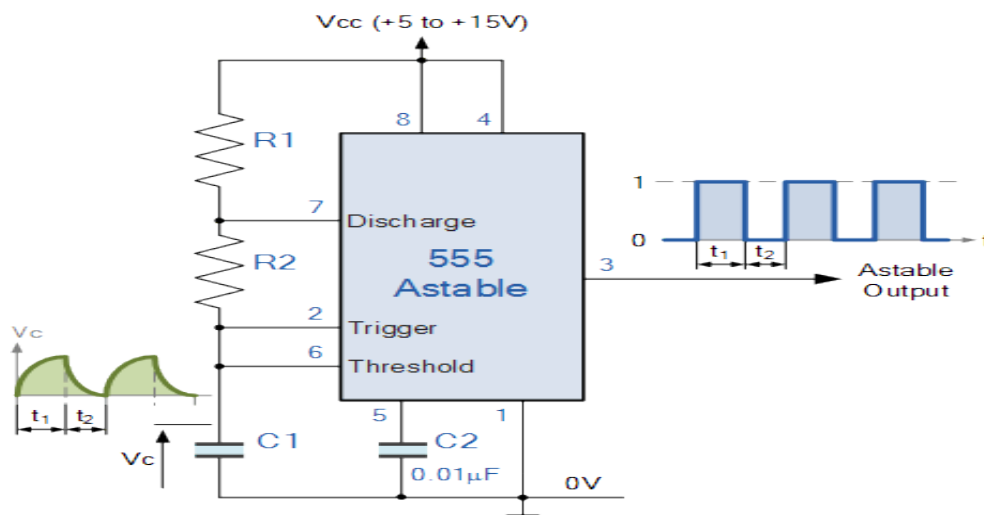 Vcc (+5 to +15V)
8
4
R1
7
Discharge
1
0
t
t₁
t₂
R2
555
Astable
3
Astable
Output
2
Trigger
Vc
6
Threshold
t₁
t₂
5
1
C1
C2
Vc
0.01µF
0V